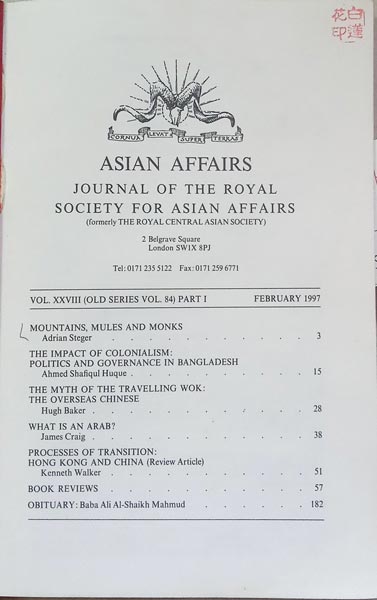 白蓮
花印
CORNUA LEVAT SUPER TERRAS
ASIAN AFFAIRS
JOURNAL OF THE ROYAL
SOCIETY FOR ASIAN AFFAIRS
(formerly THE ROYAL CENTRAL ASIAN SOCIETY)
2 Belgrave Square
London SW1X 8PJ
Tel: 0171 235 5122 Fax: 0171 259 6771
VOL. XXVIII (OLD SERIES VOL. 84) PART I FEBRUARY 1997
MOUNTAINS, MULES AND MONKS
Adrian Steger . . . . . . . . . . . 3
THE IMPACT OF COLONIALISM:
POLITICS AND GOVERNANCE IN BANGLADESH
Ahmed Shafiqul Huque . . . . . . . . . 15
THE MYTH OF THE TRAVELLING WOK:
THE OVERSEAS CHINESE
Hugh Baker . . . . . . . . . . . . 28
WHAT IS AN ARAB?
James Craig . . . . . . . . . . . . 38
PROCESSES OF TRANSITION:
HONG KONG AND CHINA (Review Article)
Kenneth Walker . . . . . . . . . . . 51
BOOK REVIEWS . . . . . . . . . . . 57
OBITUARY: Baba Ali Al-Shaikh Mahmud . . . . . . 182